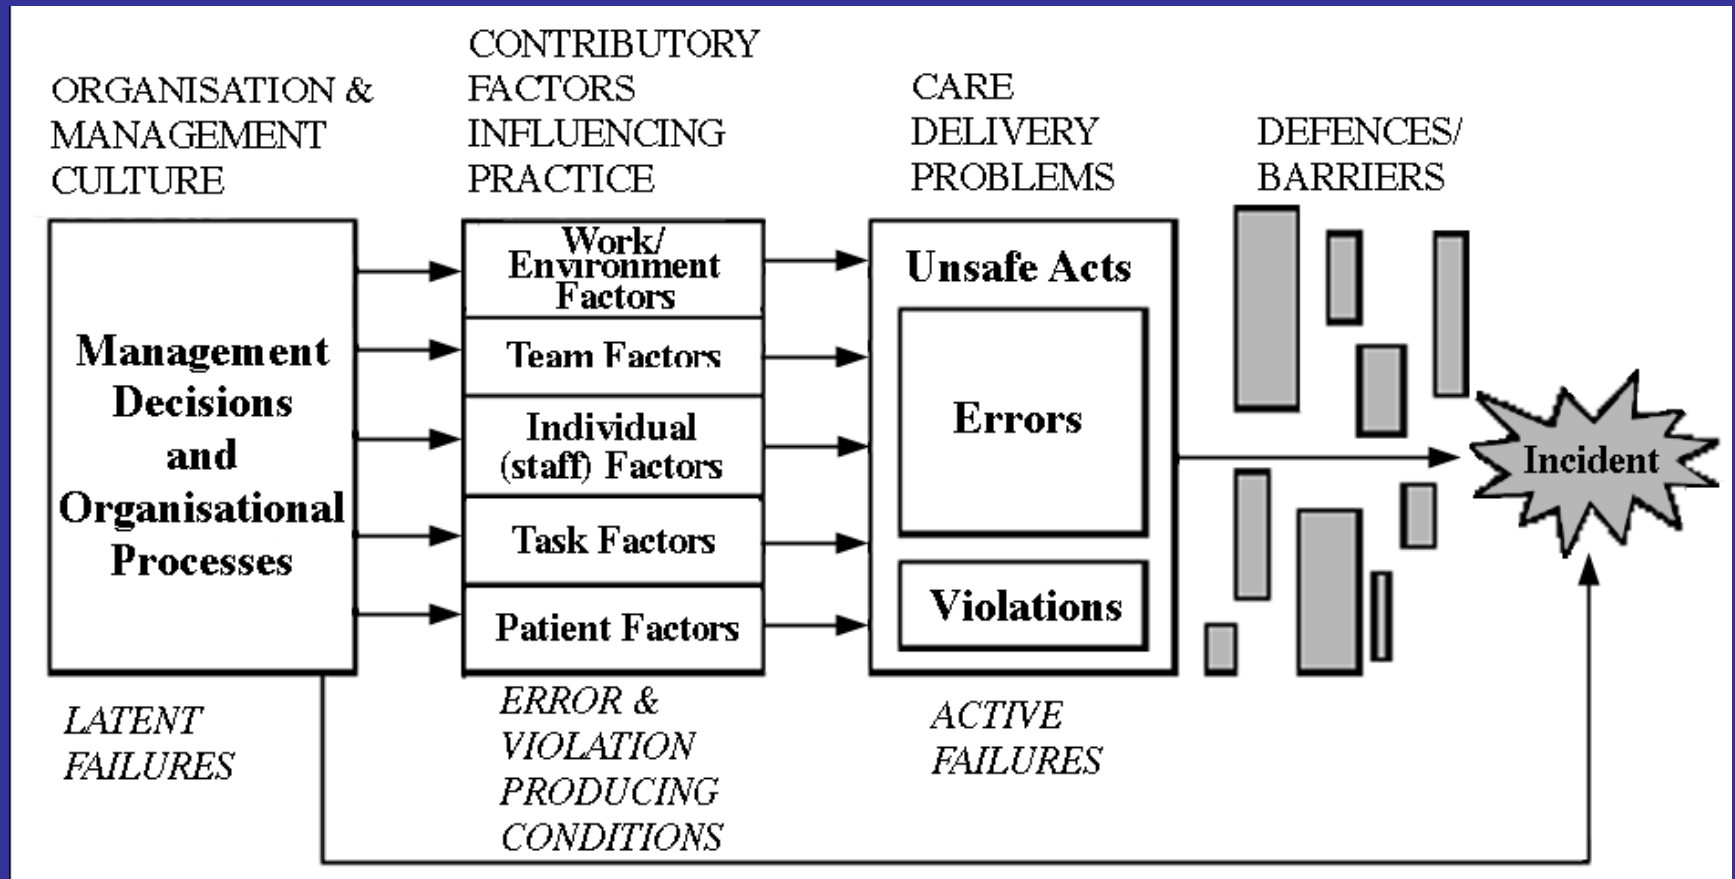 ORGANISATION &
MANAGEMENT
CULTURE
CONTRIBUTORY
FACTORS
INFLUENCING
PRACTICE
CARE
DELIVERY
PROBLEMS
DEFENCES/
BARRIERS
Management
Decisions
and
Organisational
Processes
Work/
Environment
Factors
Team Factors
Individual
(staff) Factors
Task Factors
Patient Factors
Unsafe Acts
Errors
Violations
Incident
LATENT
FAILURES
ERROR &
VIOLATION
PRODUCING
CONDITIONS
ACTIVE
FAILURES